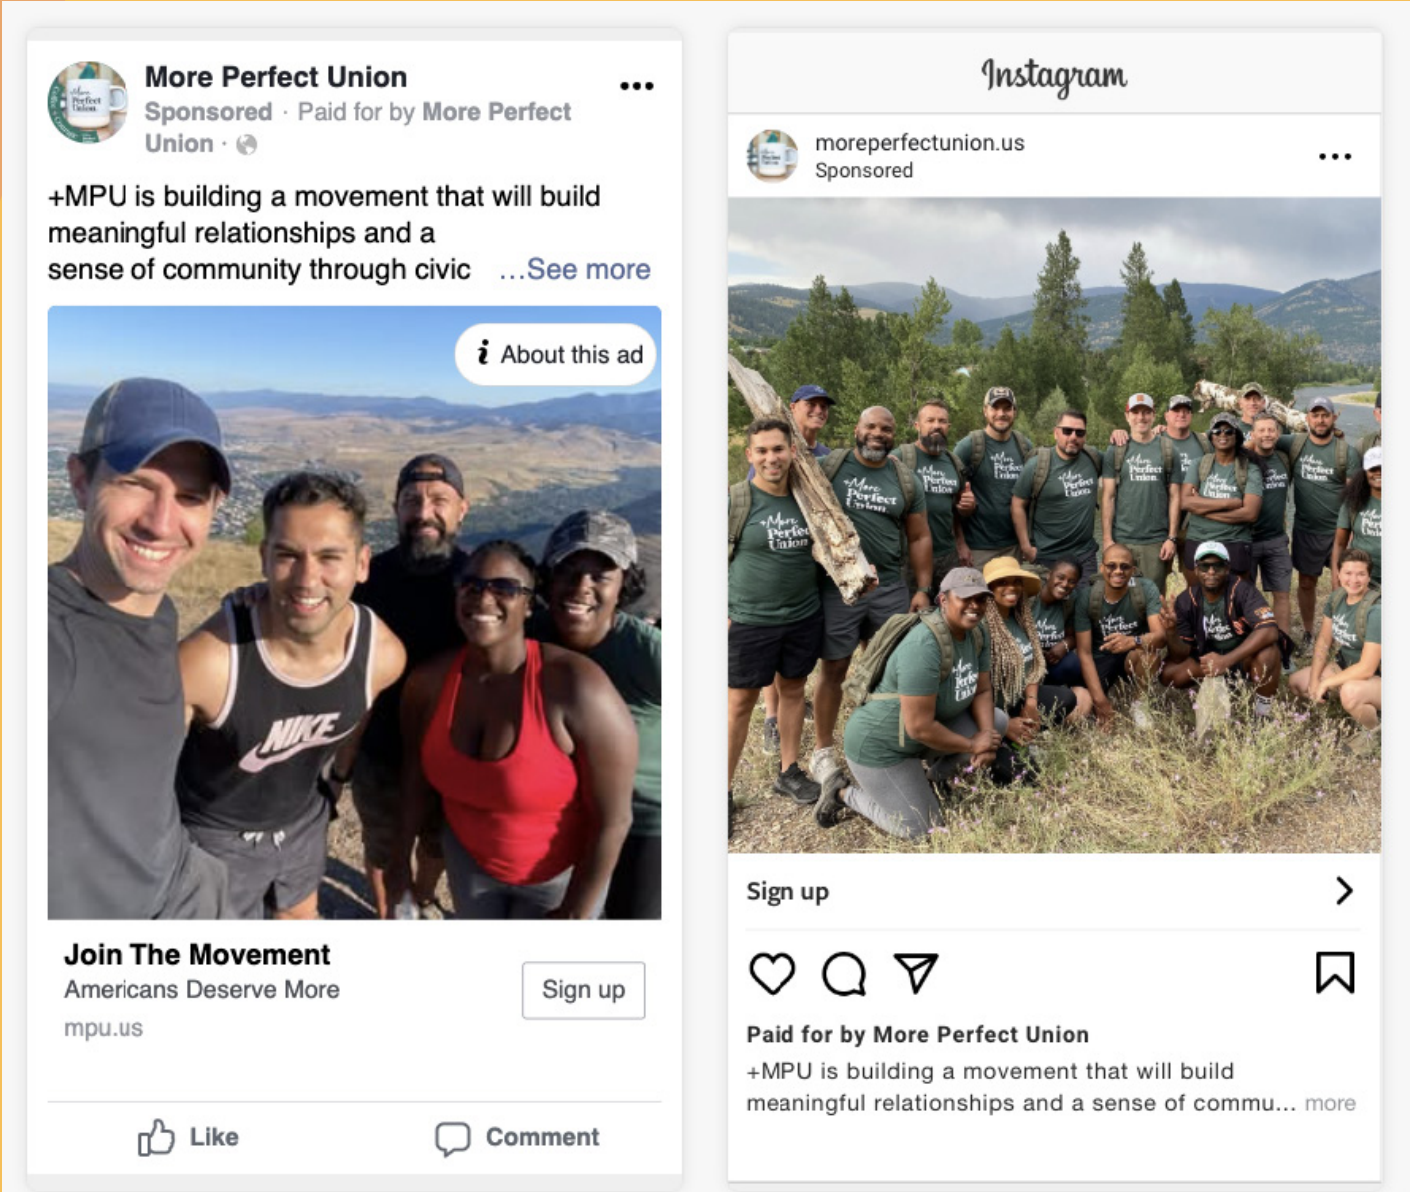 More Perfect Union
Sponsored · Paid for by More Perfect
Union ·
+MPU is building a movement that will build
meaningful relationships and a
sense of community through civic ...See more
About this ad
NIKE
Join The Movement
Americans Deserve More
mpu.us
Sign up
Like
Comment
Instagram
moreperfectunion.us
Sponsored
+More
Perfect
Union.
Sign up
Paid for by More Perfect Union
+MPU is building a movement that will build
meaningful relationships and a sense of commu... more